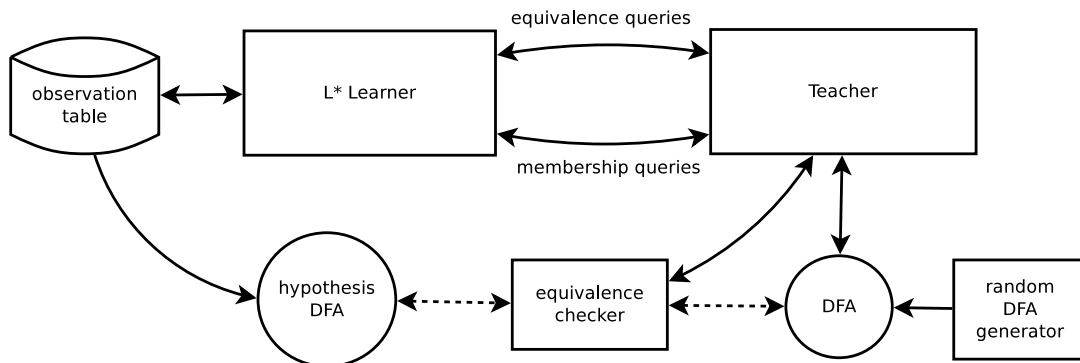 equivalence queries
observation
table
L* Learner
Teacher
membership queries
hypothesis
DFA
equivalence
checker
DFA
random
DFA
generator